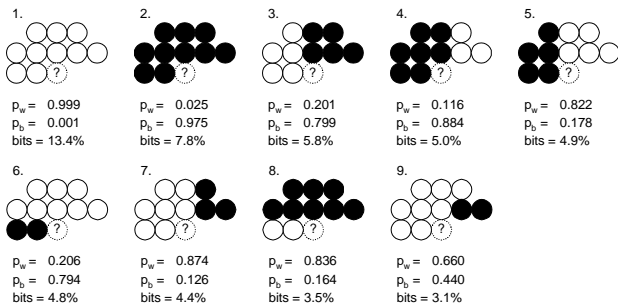 1. 2. 3. 4. 5.
? ? ? ? ?
p_w = 0.999 p_w = 0.025 p_w = 0.201 p_w = 0.116 p_w = 0.822
p_b = 0.001 p_b = 0.975 p_b = 0.799 p_b = 0.884 p_b = 0.178
bits = 13.4% bits = 7.8% bits = 5.8% bits = 5.0% bits = 4.9%
6. 7. 8. 9.
? ? ? ?
p_w = 0.206 p_w = 0.874 p_w = 0.836 p_w = 0.660
p_b = 0.794 p_b = 0.126 p_b = 0.164 p_b = 0.440
bits = 4.8% bits = 4.4% bits = 3.5% bits = 3.1%